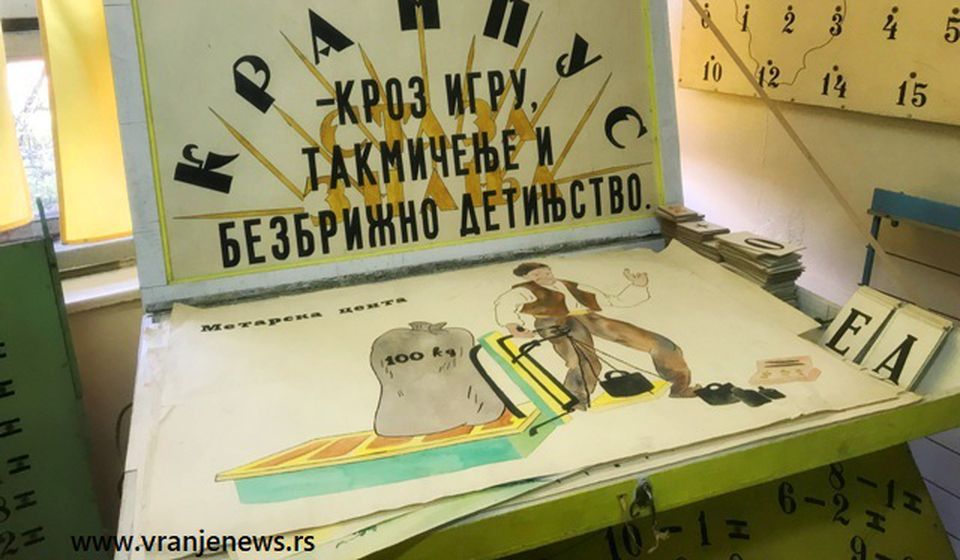 КРАМПУС
-КРОЗ ИГРУ,
ТАКМИЧЕЊЕ И
БЕЗБРИЖНО ДЕТИЊСТВО.
1 2 3 4 5
10 12 14 15
Метарска цента
100 kg
Е А
6-2=
8-1=
10-1=
9
www.vranjenews.rs